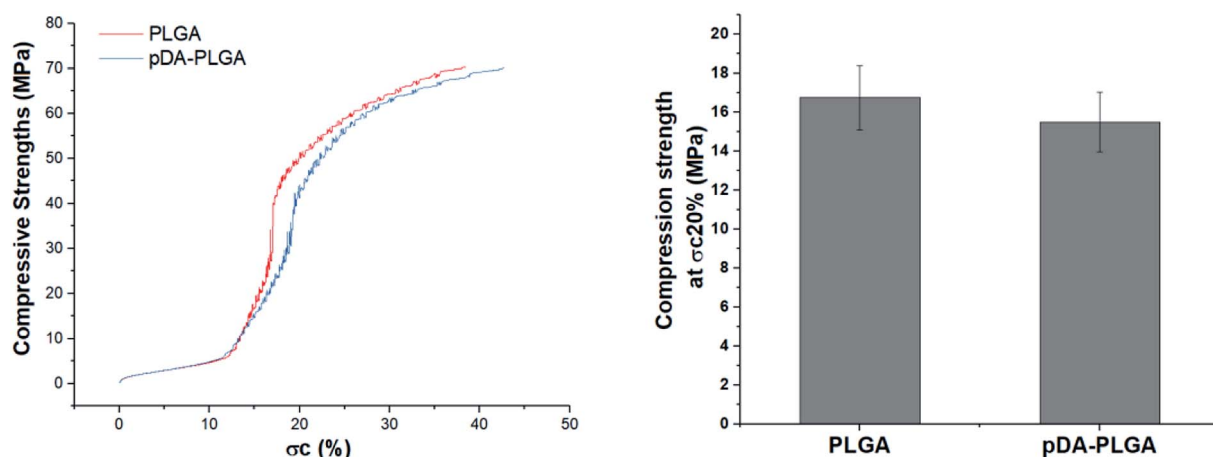 Compressive Strengths (MPa)
80
70
60
50
40
30
20
10
0
PLGA
pDA-PLGA
0 10 20 30 40 50
σc (%)
Compression strength
at σc20% (MPa)
20
18
16
14
12
10
8
6
4
2
0
PLGA pDA-PLGA